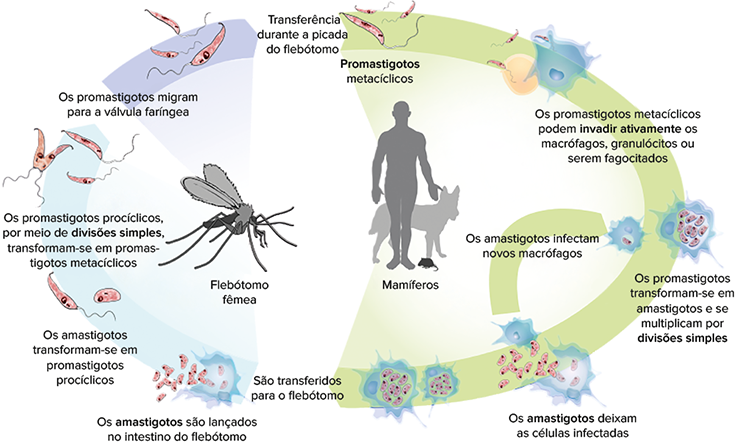 Transferência
durante a picada
do flebótomo
Promastigotos
metacíclicos
Os promastigotos metacíclicos
podem invadir ativamente os
macrófagos, granulócitos ou
serem fagocitados
Os promastigotos
transformam-se em
amastigotos e se
multiplicam por
divisões simples
Os amastigotos infectam
novos macrófagos
Os amastigotos deixam
as células infectadas
São transferidos
para o flebótomo
Os amastigotos são lançados
no intestino do flebótomo
Os amastigotos
transformam-se em
promastigotos
procíclicos
Os promastigotos procíclicos,
por meio de divisões simples,
transformam-se em promas-
tigotos metacíclicos
Os promastigotos migram
para a válvula faríngea
Flebótomo
fêmea
Mamíferos